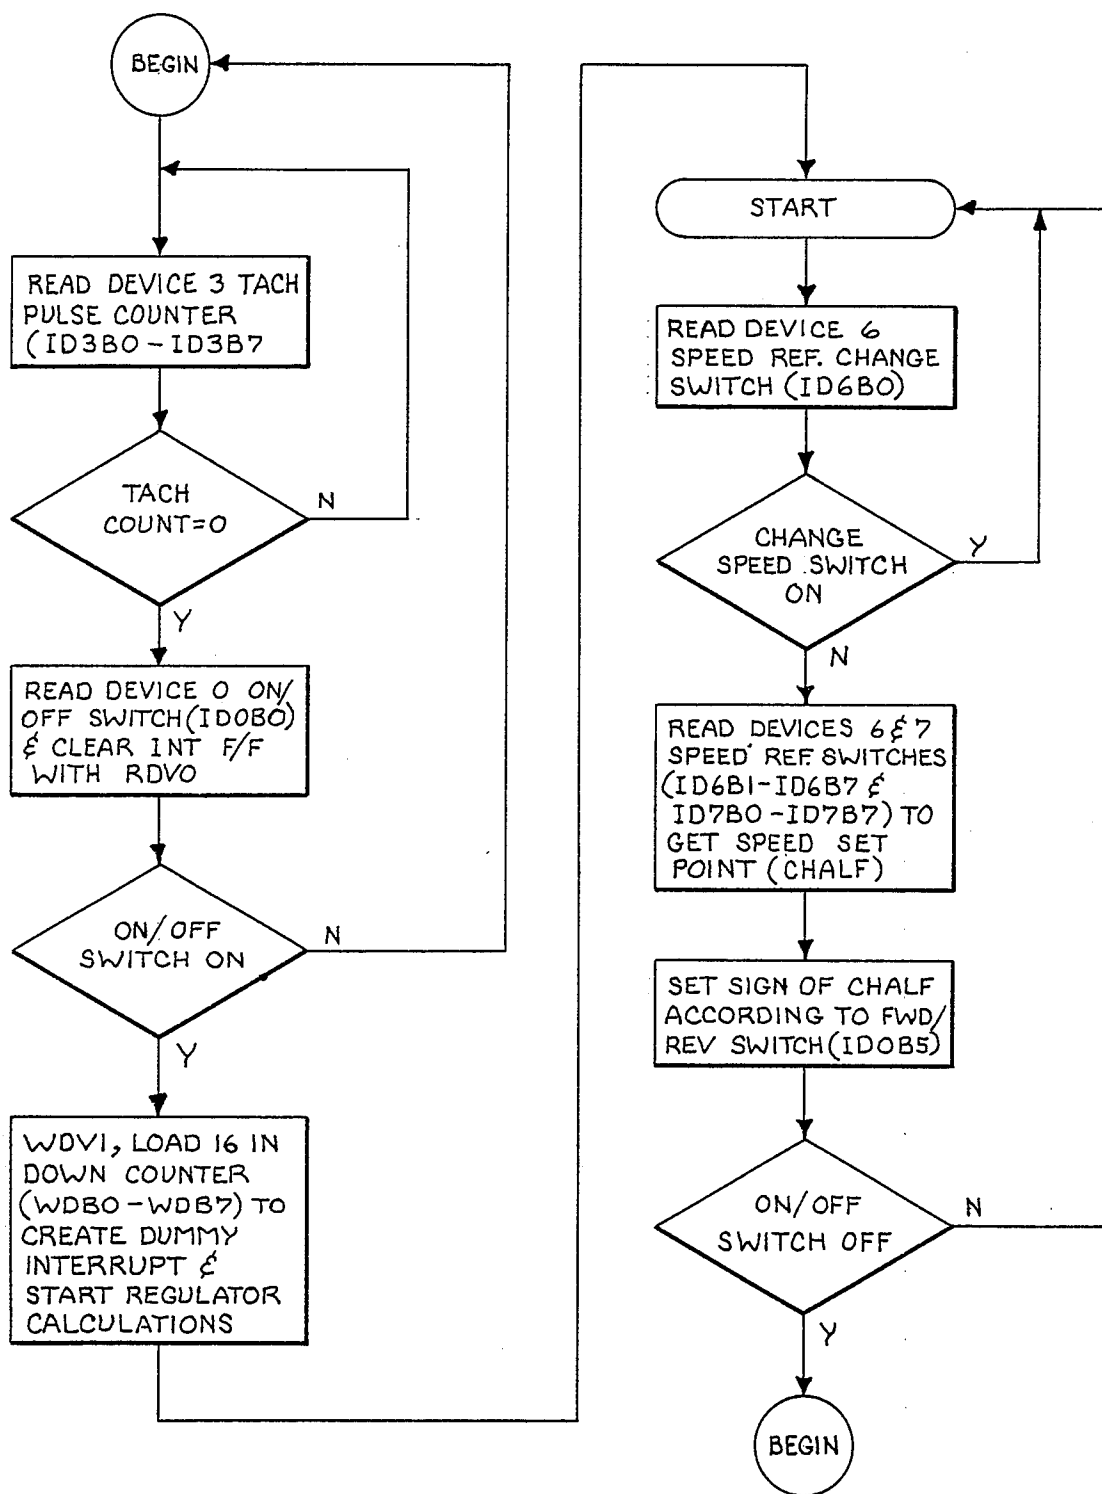 BEGIN
READ DEVICE 3 TACH
PULSE COUNTER
(ID3B0-ID3B7
TACH
COUNT=0
N
Y
READ DEVICE 0 ON/
OFF SWITCH(ID0B0)
& CLEAR INT F/F
WITH RDV0
ON/OFF
SWITCH ON
N
Y
WDV1, LOAD 16 IN
DOWN COUNTER
(WDB0-WDB7) TO
CREATE DUMMY
INTERRUPT &
START REGULATOR
CALCULATIONS
START
READ DEVICE 6
SPEED REF. CHANGE
SWITCH (ID6B0)
CHANGE
SPEED SWITCH
ON
Y
N
READ DEVICES 6 & 7
SPEED REF. SWITCHES
(ID6B1-ID6B7 &
ID7B0-ID7B7) TO
GET SPEED SET
POINT (CHALF)
SET SIGN OF CHALF
ACCORDING TO FWD/
REV SWITCH(ID0B5)
ON/OFF
SWITCH OFF
N
Y
BEGIN